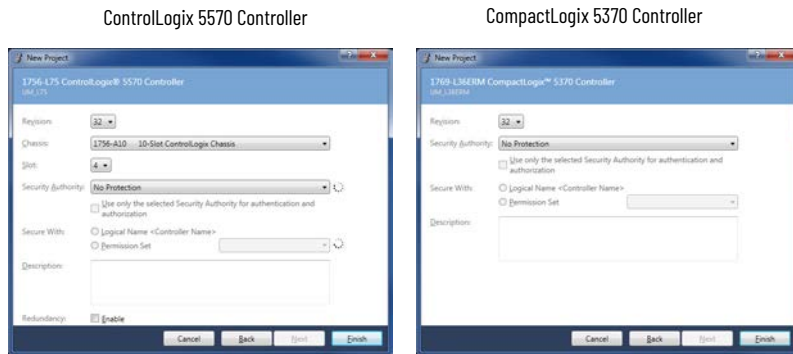 ControlLogix 5570 Controller
New Project
1756-L75 ControlLogix® 5570 Controller
UM_L75
Revision:
32
Chassis:
1756-A10 10-Slot ControlLogix Chassis
Slot:
4
Security Authority:
No Protection
Use only the selected Security Authority for authentication and
authorization
Secure With:
Logical Name <Controller Name>
Permission Set
Description:
Redundancy:
Enable
Cancel
Back
Next
Finish
CompactLogix 5370 Controller
New Project
1769-L36ERM CompactLogix™ 5370 Controller
UM_L36ERM
Revision:
32
Security Authority:
No Protection
Use only the selected Security Authority for authentication and
authorization
Secure With:
Logical Name <Controller Name>
Permission Set
Description:
Cancel
Back
Next
Finish